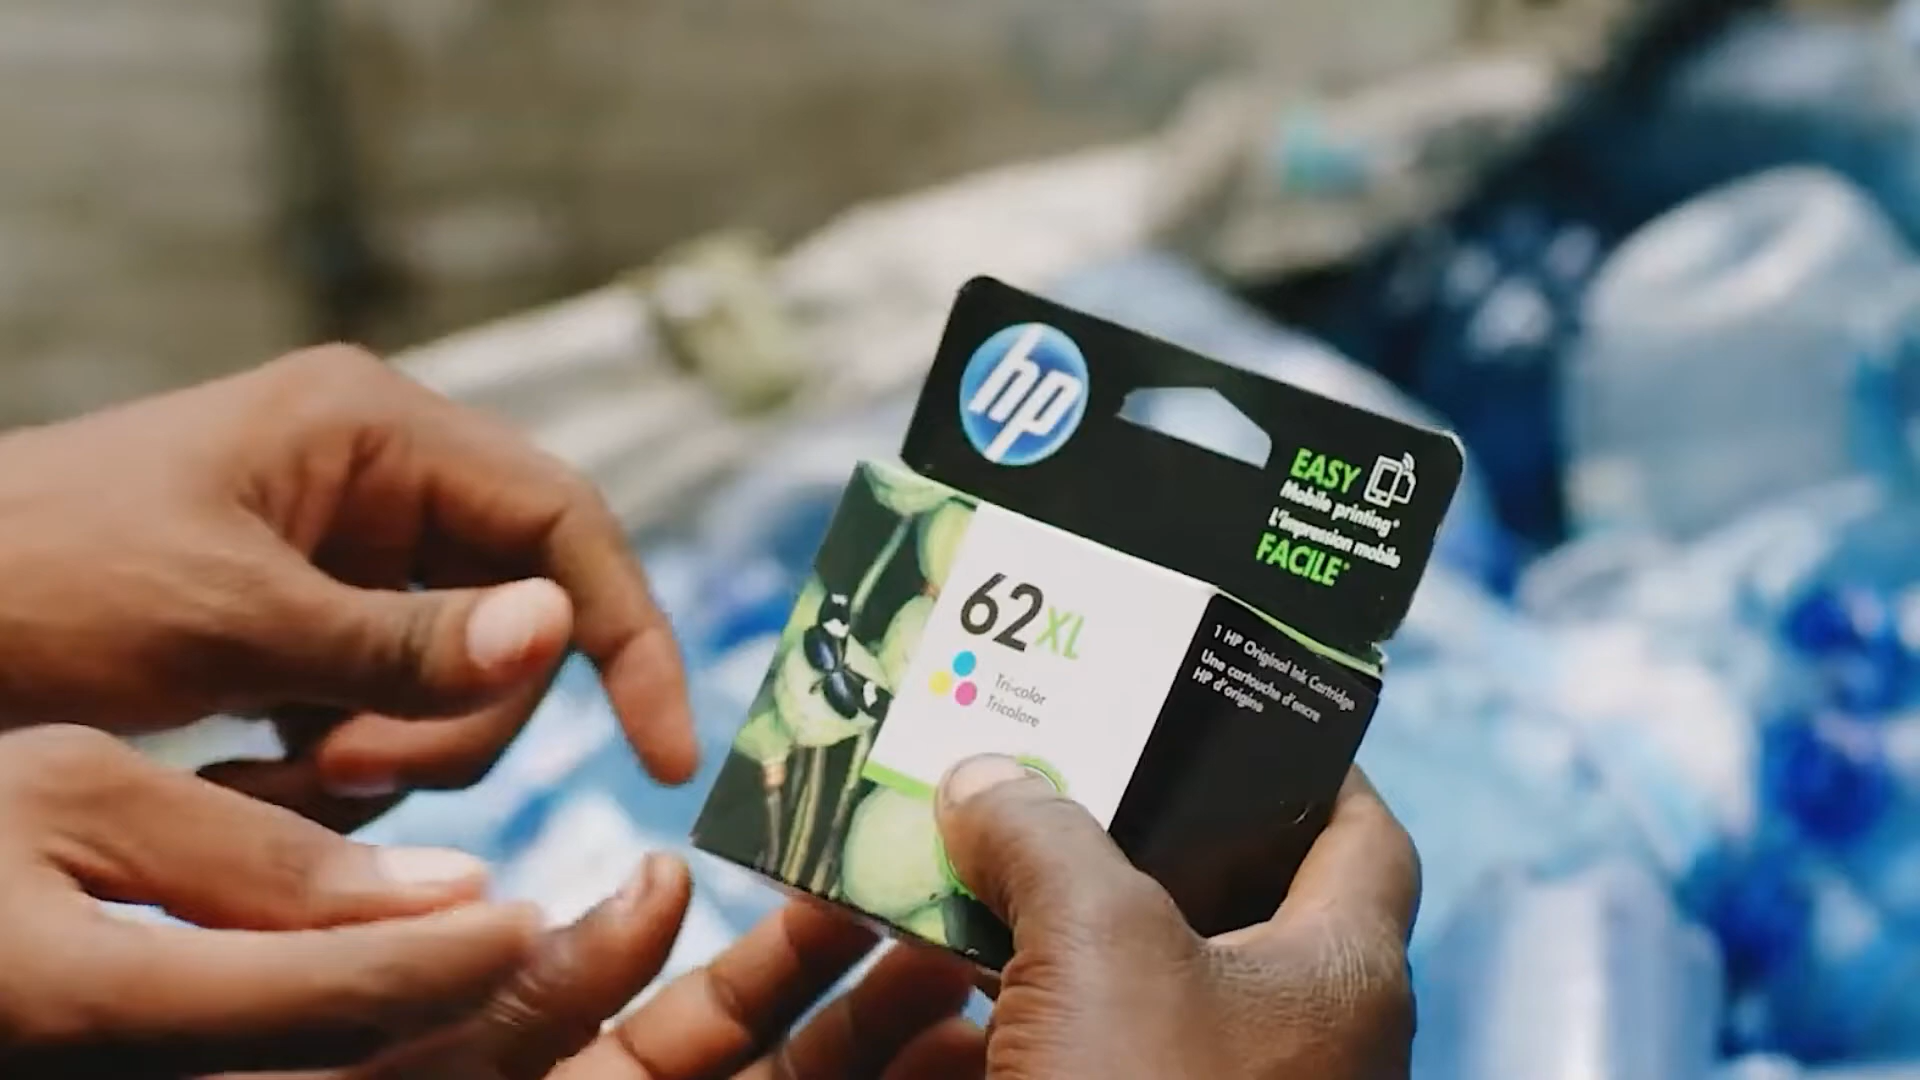 hp
EASY
Mobile printing*
L'impression mobile
FACILE*
62XL
Tri-color
Tricolore
1 HP Original Ink Cartridge
Une cartouche d'encre
HP d'origine